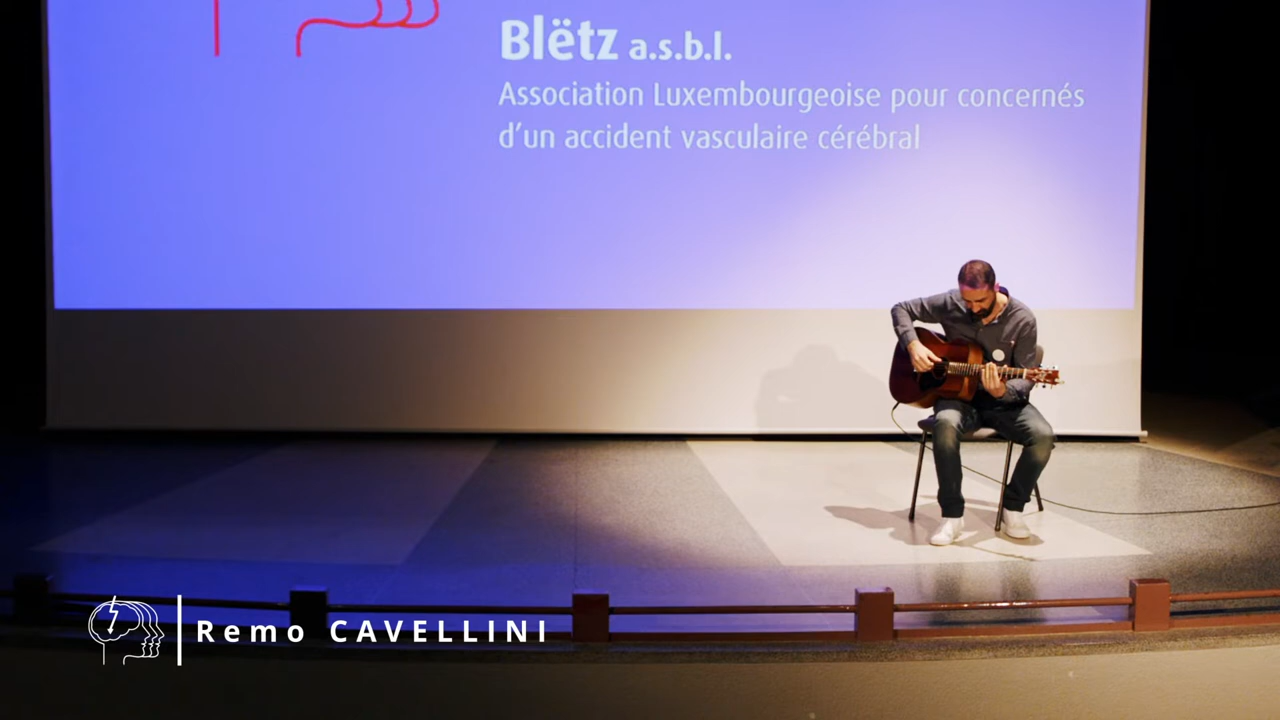 Blëtz a.s.b.l.
Association Luxembourgeoise pour concernés
d'un accident vasculaire cérébral
Remo CAVELLINI